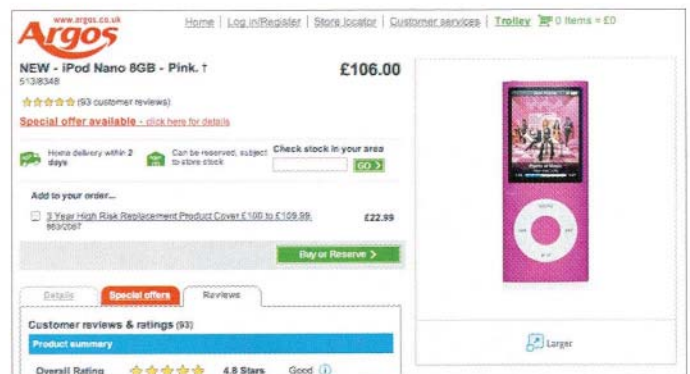 www.argos.co.uk
Argos
Home | Log in/Register | Store locator | Customer services | Trolley 0 Items = £0
NEW - iPod Nano 8GB - Pink. †
513/8348
£106.00
(93 customer reviews)
Special offer available - click here for details
Home delivery within 2 days
Can be reserved, subject to store stock
Check stock in your area
GO >
Add to your order...
3 Year High Risk Replacement Product Cover £100 to £109.99.
£22.99
Buy or Reserve >
Details
Special offers
Reviews
Customer reviews & ratings (93)
Product summary
Overall Rating
4.8 Stars
Good
Larger